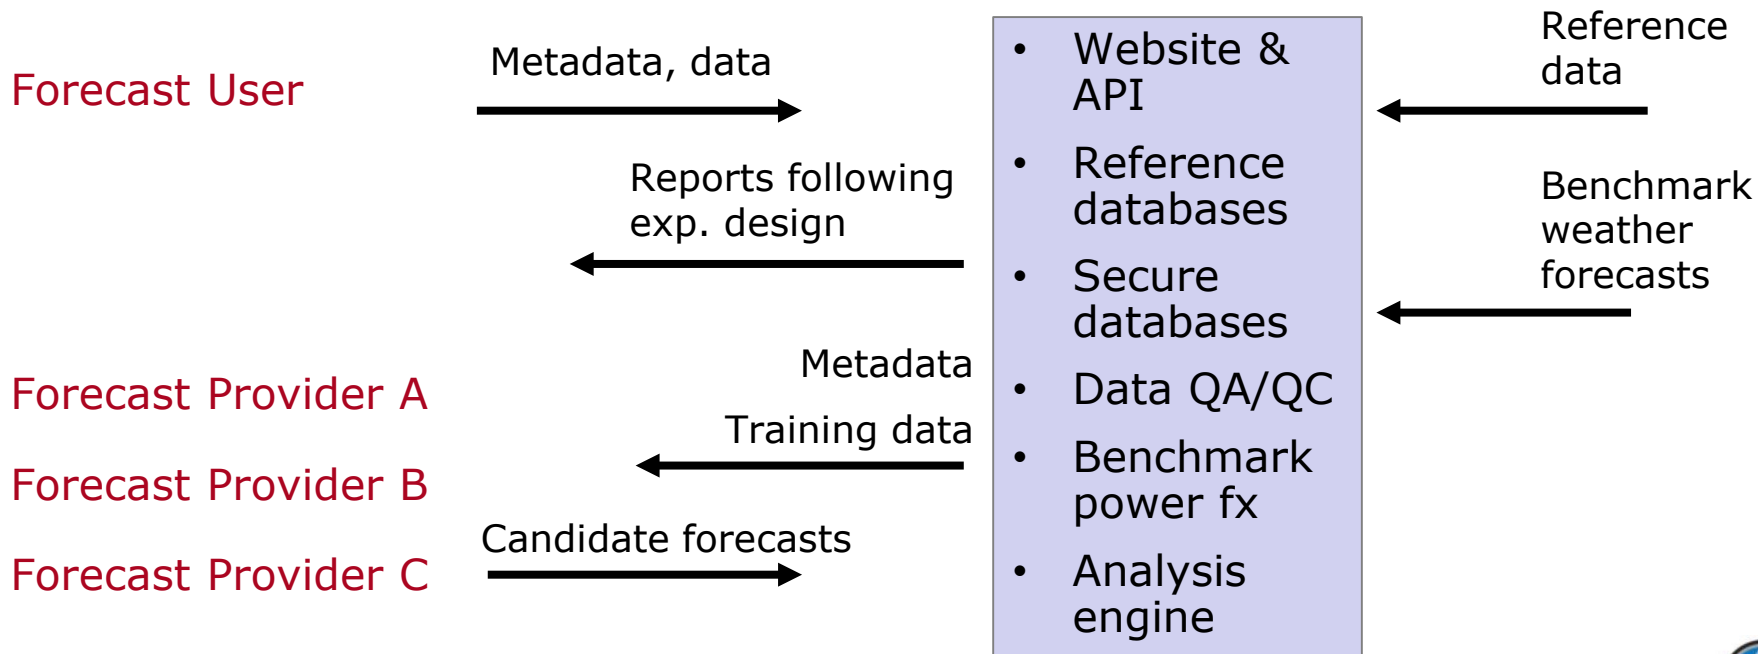 Forecast User
Metadata, data
Reports following
exp. design
Forecast Provider A
Forecast Provider B
Forecast Provider C
Metadata
Training data
Candidate forecasts
• Website &
API
• Reference
databases
• Secure
databases
• Data QA/QC
• Benchmark
power fx
• Analysis
engine
Reference
data
Benchmark
weather
forecasts